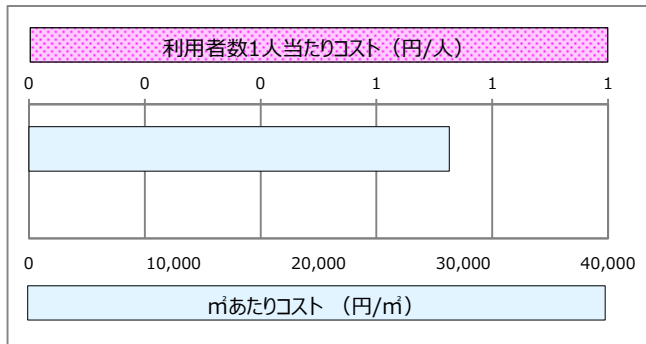 利用者数1人当たりコスト（円/人）
0 0 0 1 1 1
0 10,000 20,000 30,000 40,000
㎡あたりコスト （円/㎡）